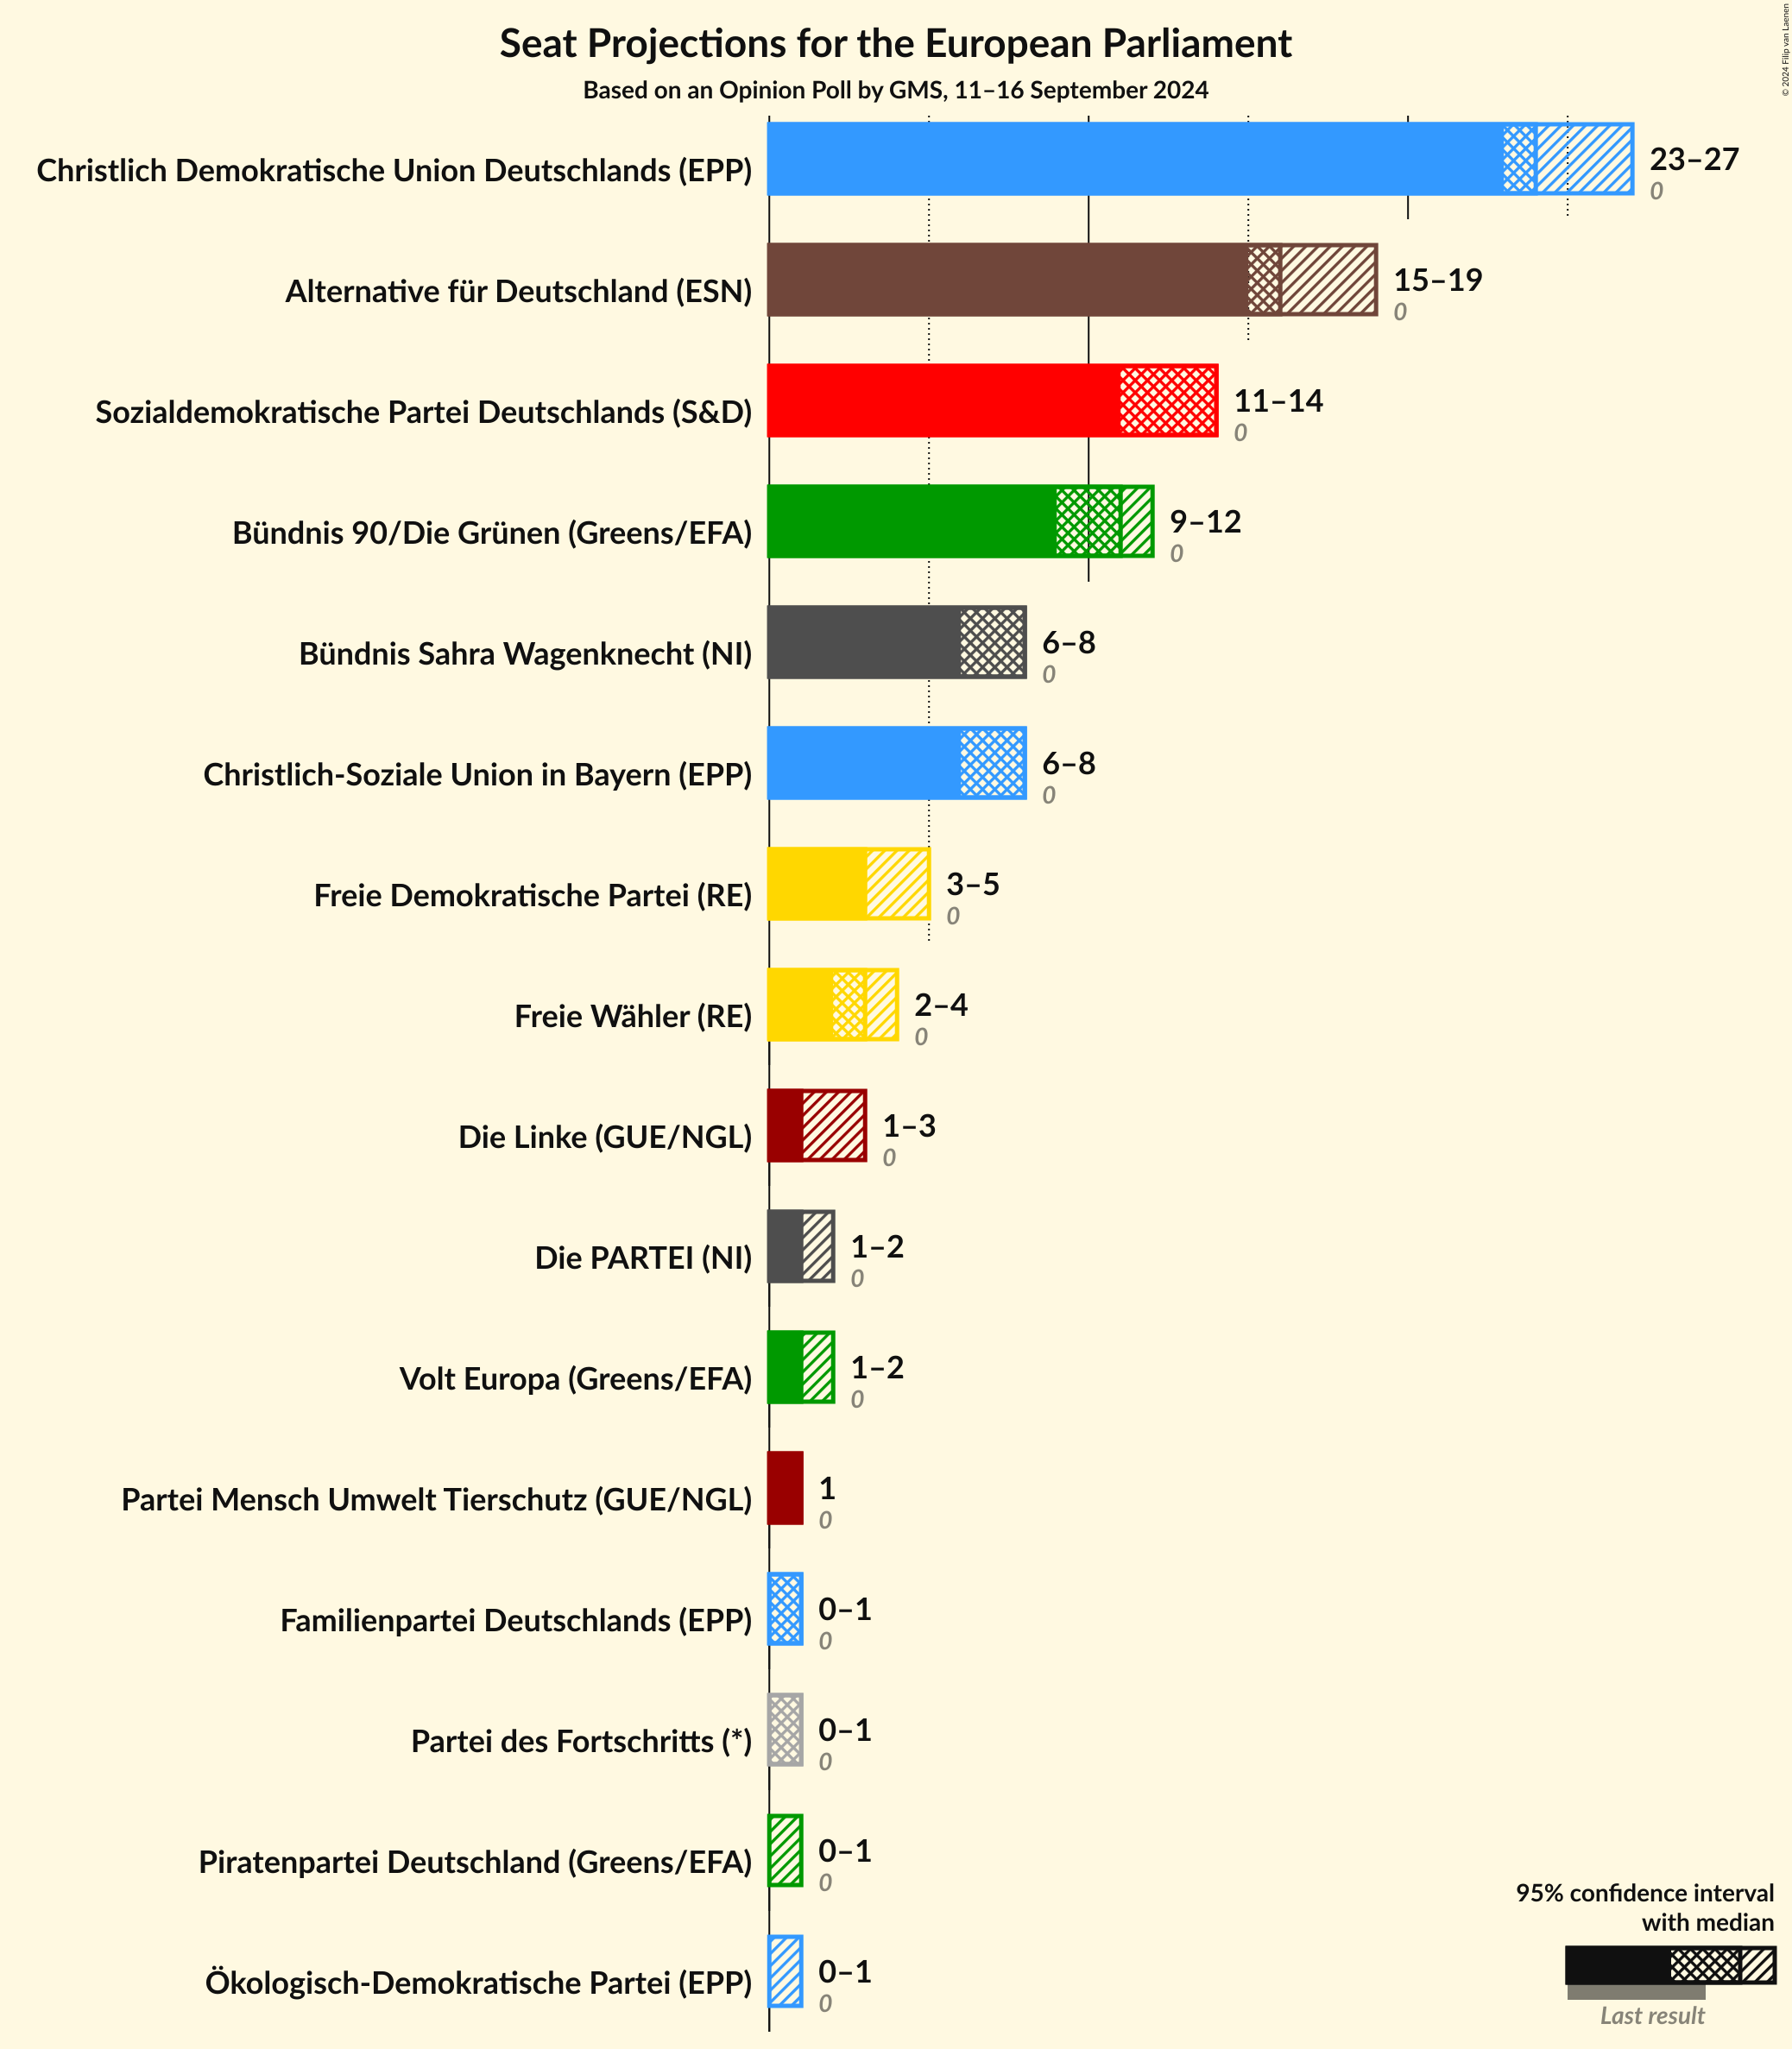 Seat Projections for the European Parliament
Based on an Opinion Poll by GMS, 11–16 September 2024
© 2024 Filip van Laenen
Christlich Demokratische Union Deutschlands (EPP)
23–27
0
Alternative für Deutschland (ESN)
15–19
0
Sozialdemokratische Partei Deutschlands (S&D)
11–14
0
Bündnis 90/Die Grünen (Greens/EFA)
9–12
0
Bündnis Sahra Wagenknecht (NI)
6–8
0
Christlich-Soziale Union in Bayern (EPP)
6–8
0
Freie Demokratische Partei (RE)
3–5
0
Freie Wähler (RE)
2–4
0
Die Linke (GUE/NGL)
1–3
0
Die PARTEI (NI)
1–2
0
Volt Europa (Greens/EFA)
1–2
0
Partei Mensch Umwelt Tierschutz (GUE/NGL)
1
0
Familienpartei Deutschlands (EPP)
0–1
0
Partei des Fortschritts (*)
0–1
0
Piratenpartei Deutschland (Greens/EFA)
0–1
0
Ökologisch-Demokratische Partei (EPP)
0–1
0
95% confidence interval
with median
Last result